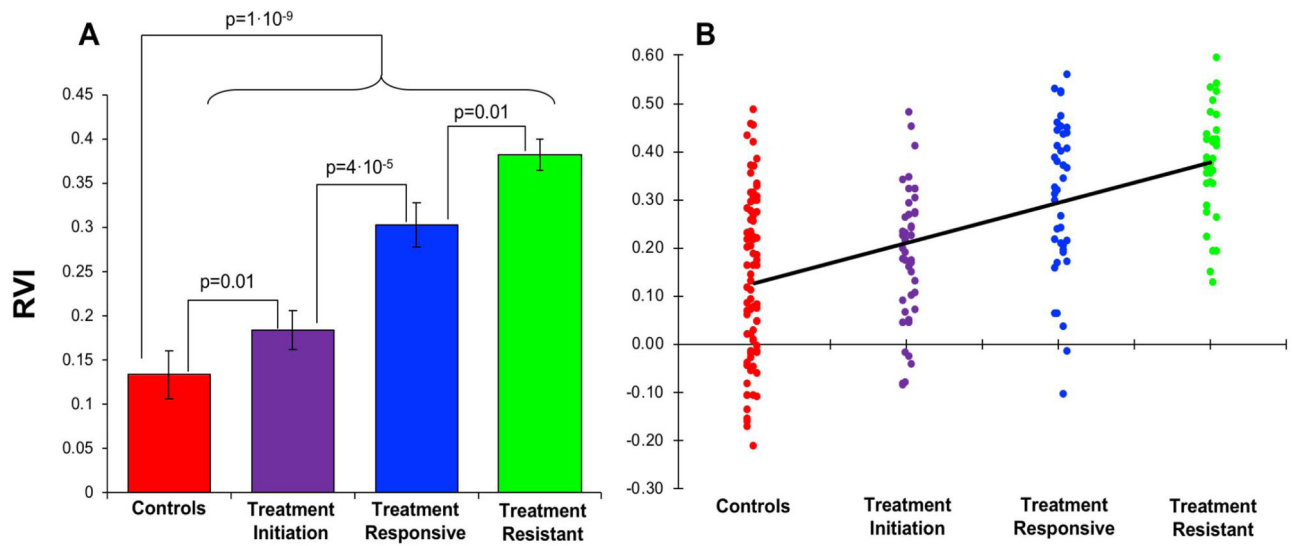 A
p=1·10-9
p=0.01
p=4·10-5
p=0.01
RVI
0.45
0.4
0.35
0.3
0.25
0.2
0.15
0.1
0.05
0
Controls
Treatment
Initiation
Treatment
Responsive
Treatment
Resistant
B
0.60
0.50
0.40
0.30
0.20
0.10
0.00
-0.10
-0.20
-0.30
Controls
Treatment
Initiation
Treatment
Responsive
Treatment
Resistant